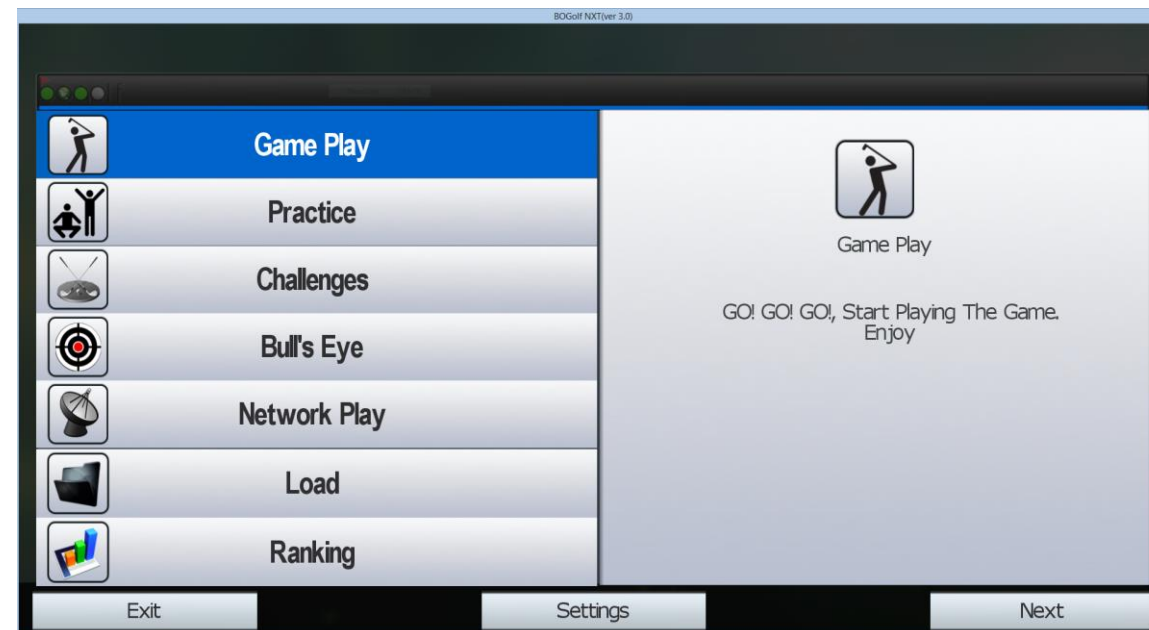 BOGolf NXT(ver 3.0)
Game Play
Practice
Challenges
Bull's Eye
Network Play
Load
Ranking
Game Play
GO! GO! GO!, Start Playing The Game.
Enjoy
Exit
Settings
Next